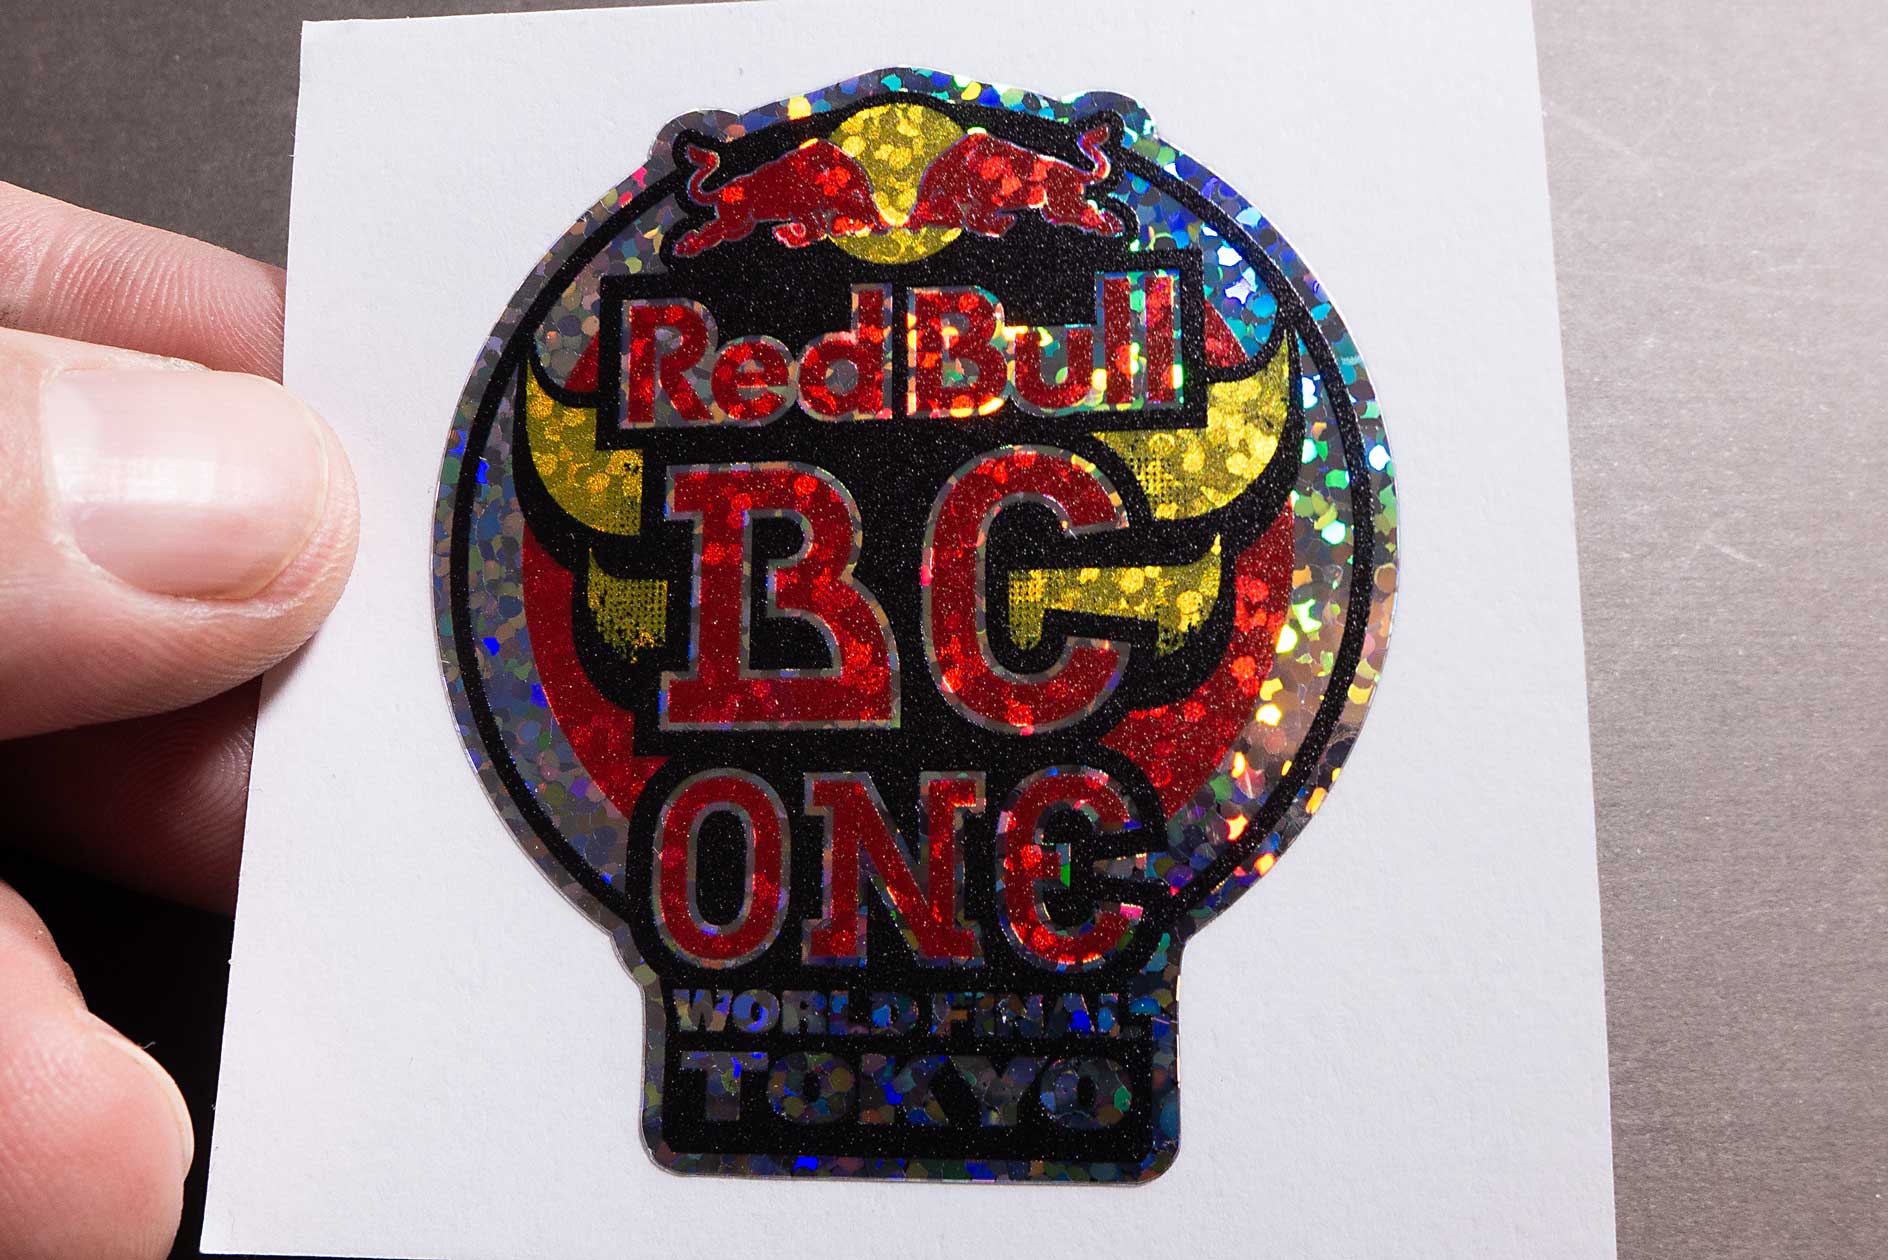 Red Bull
BC
ONE
WORLD FINAL
TOKYO